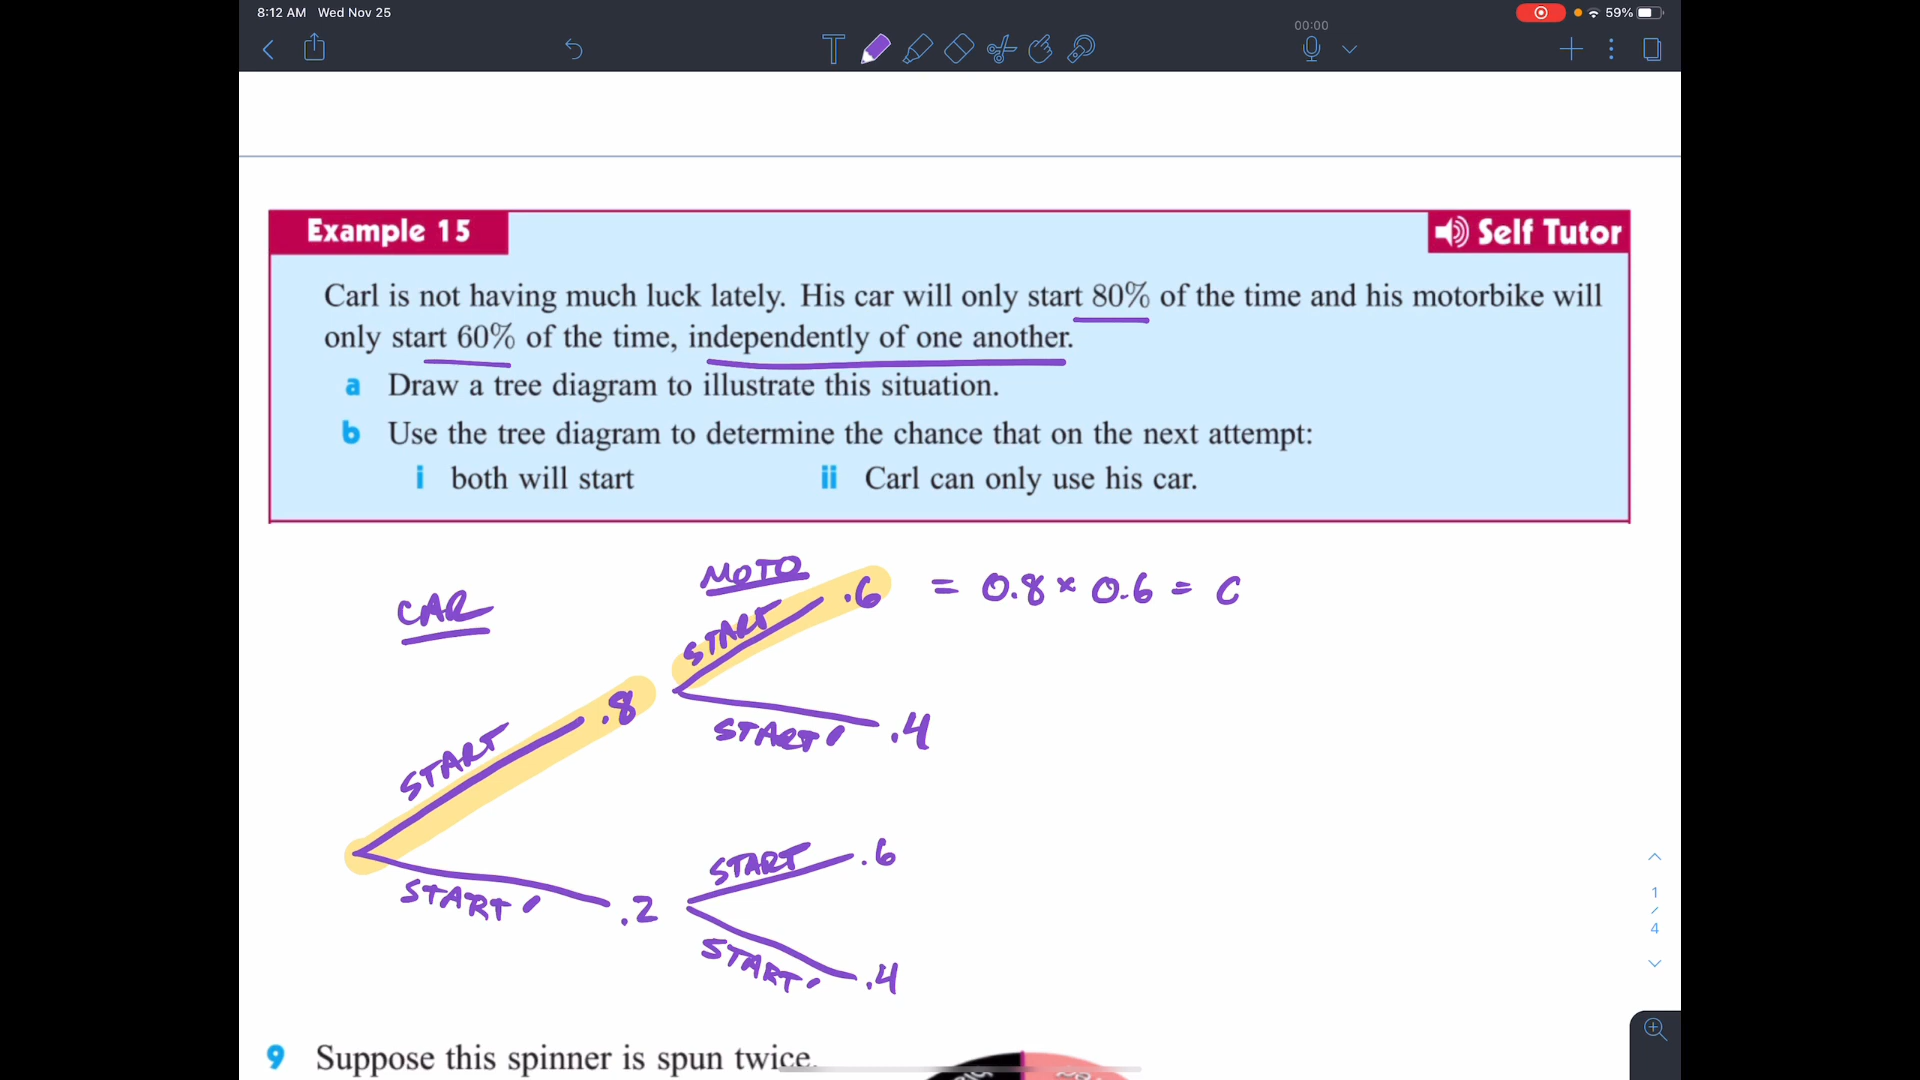 8:12 AM Wed Nov 25
59%
00:00
Example 15
Self Tutor
Carl is not having much luck lately. His car will only start 80% of the time and his motorbike will
only start 60% of the time, independently of one another.
a Draw a tree diagram to illustrate this situation.
b Use the tree diagram to determine the chance that on the next attempt:
i both will start
ii Carl can only use his car.
CAR
MOTO
START .6 = 0.8 × 0.6 = 0
START' .4
START .8
START' .2
START .6
START' .4
1
/
4
9 Suppose this spinner is spun twice.